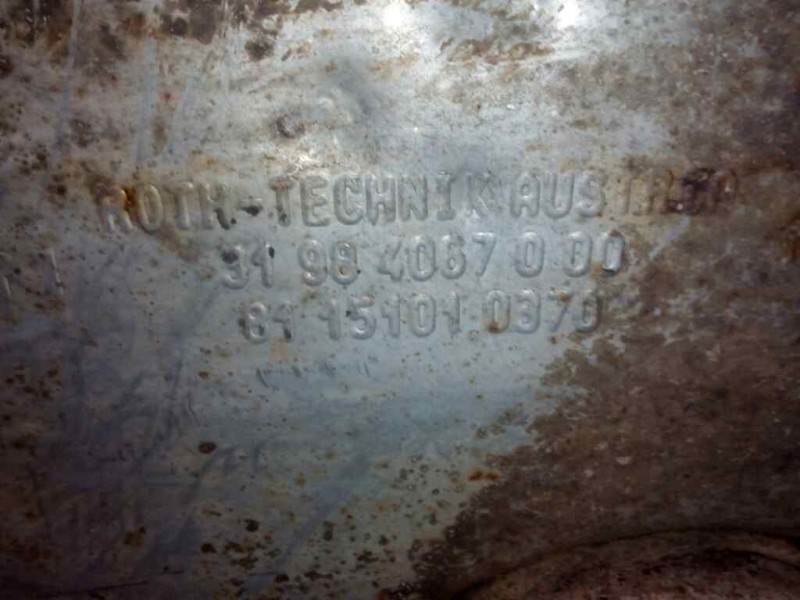 ROTH-TECHNIK AUSTRIA
31 98 4067 0 00
81 15101 0370